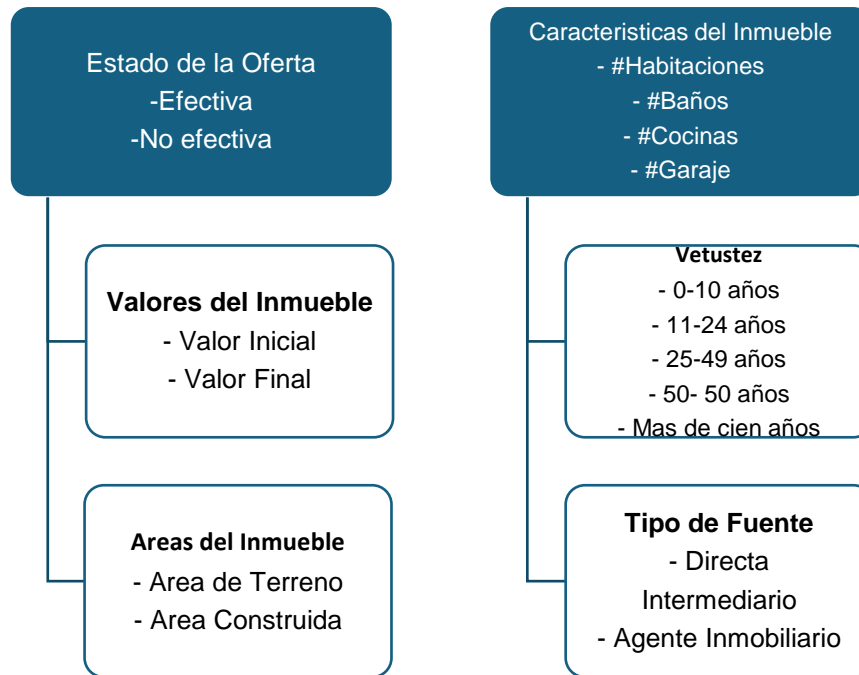 Estado de la Oferta
-Efectiva
-No efectiva
Valores del Inmueble
- Valor Inicial
- Valor Final
Areas del Inmueble
- Area de Terreno
- Area Construida
Caracteristicas del Inmueble
- #Habitaciones
- #Baños
- #Cocinas
- #Garaje
Vetustez
- 0-10 años
- 11-24 años
- 25-49 años
- 50- 50 años
- Mas de cien años
Tipo de Fuente
- Directa
Intermediario
- Agente Inmobiliario